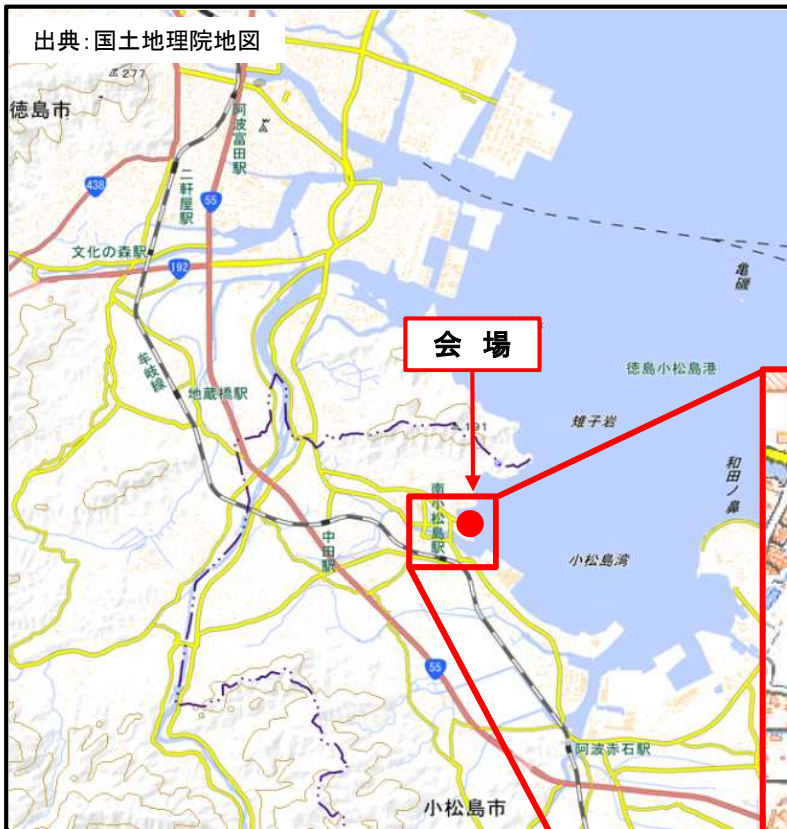 出典：国土地理院地図
277
徳島市
阿波富田駅
二軒屋駅
438
55
文化の森駅
192
亀磯
会 場
牟岐線
地蔵橋駅
徳島小松島港
191
雉子岩
和田ノ鼻
南小松島駅
中田駅
小松島湾
55
阿波赤石駅
小松島市